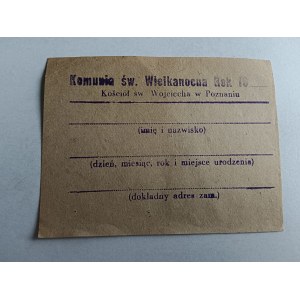 Komunia św. Wielkanocna Rok 19
Kościół św. Wojciecha w Poznaniu
(imię i nazwisko)
(dzień, miesiąc, rok i miejsce urodzenia)
(dokładny adres zam.)